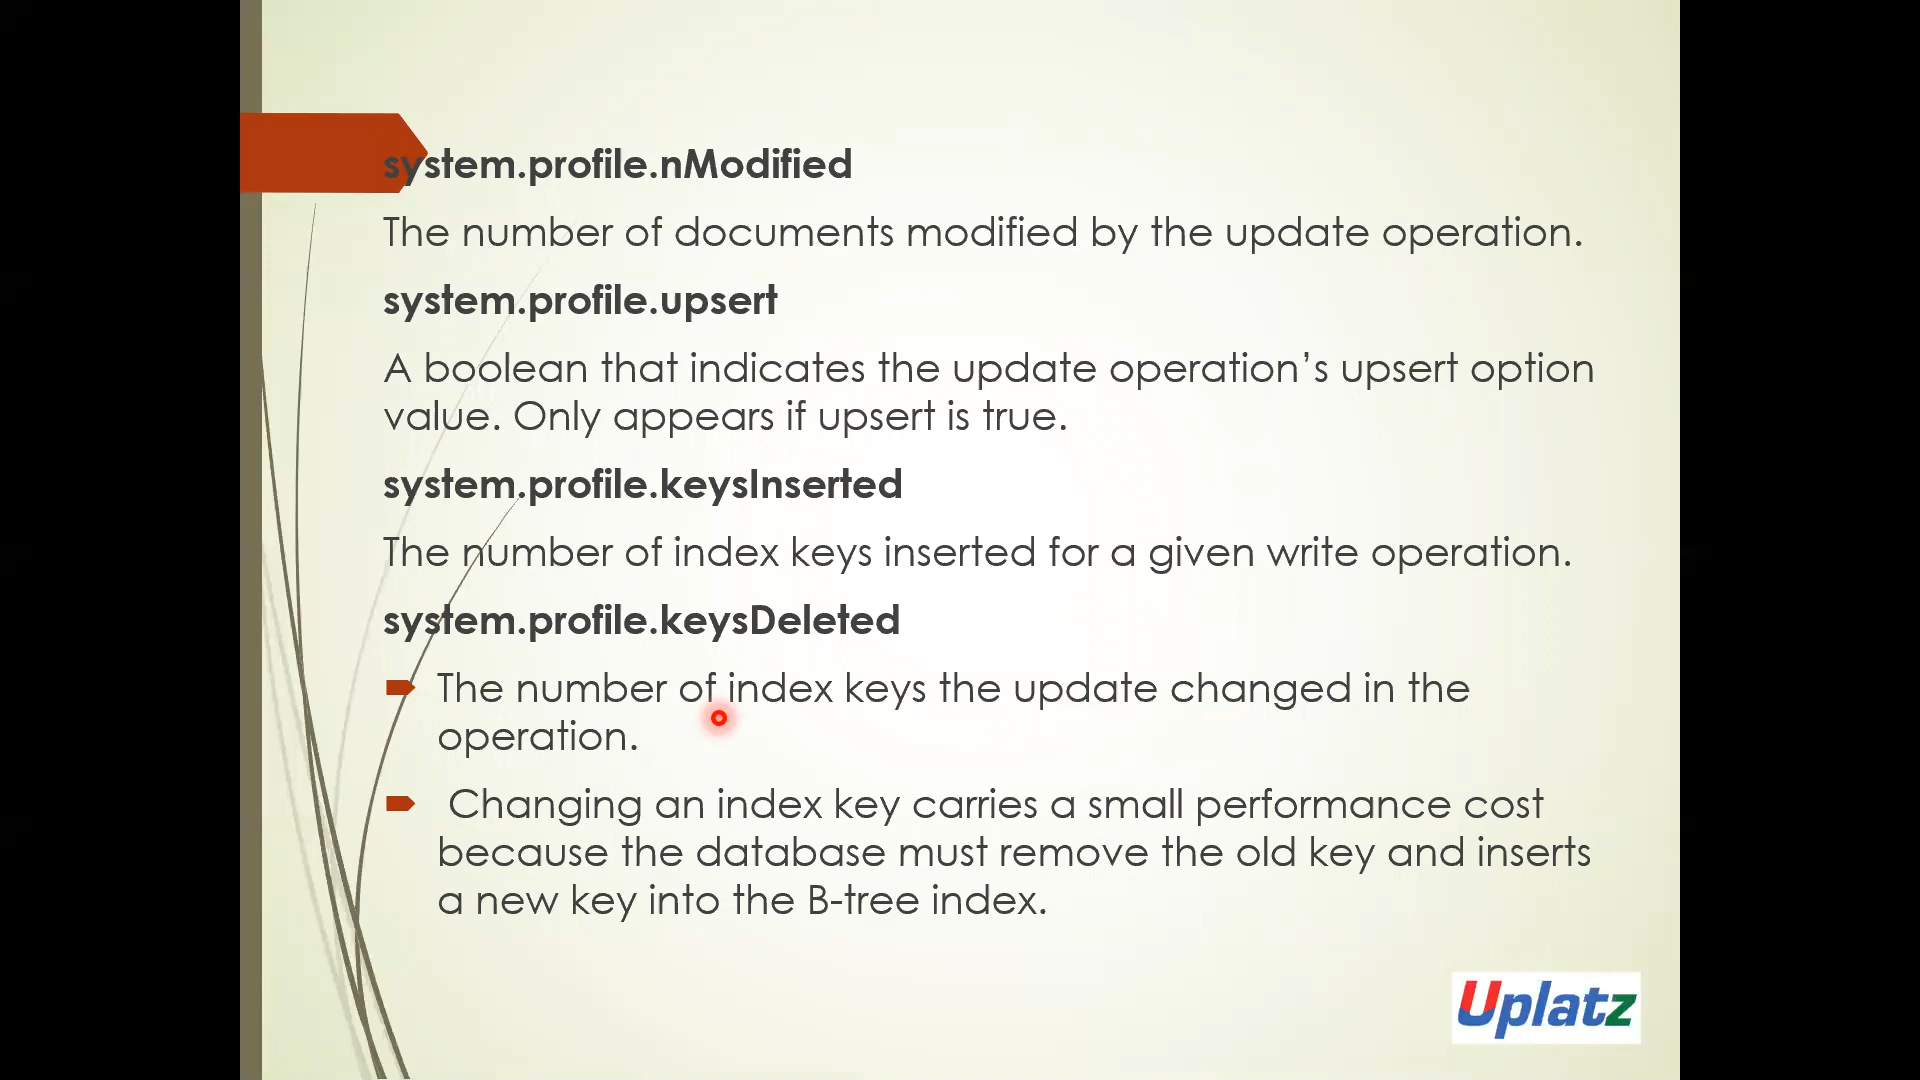 system.profile.nModified
The number of documents modified by the update operation.
system.profile.upsert
A boolean that indicates the update operation’s upsert option
value. Only appears if upsert is true.
system.profile.keysInserted
The number of index keys inserted for a given write operation.
system.profile.keysDeleted
The number of index keys the update changed in the
operation.
Changing an index key carries a small performance cost
because the database must remove the old key and inserts
a new key into the B-tree index.
Uplatz